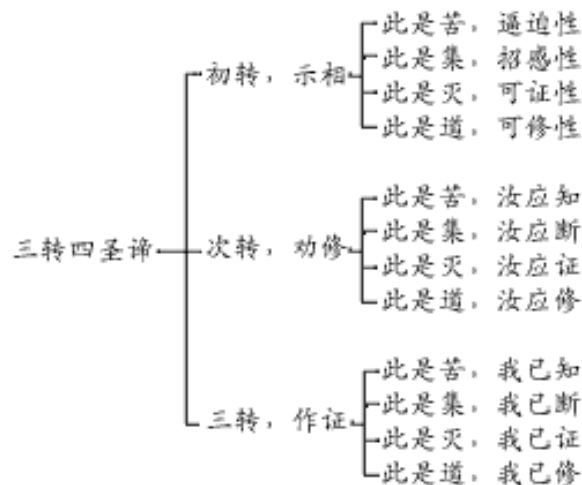 三转四圣谛
初转，示相
此是苦，逼迫性
此是集，招感性
此是灭，可证性
此是道，可修性
次转，劝修
此是苦，汝应知
此是集，汝应断
此是灭，汝应证
此是道，汝应修
三转，作证
此是苦，我已知
此是集，我已断
此是灭，我已证
此是道，我已修